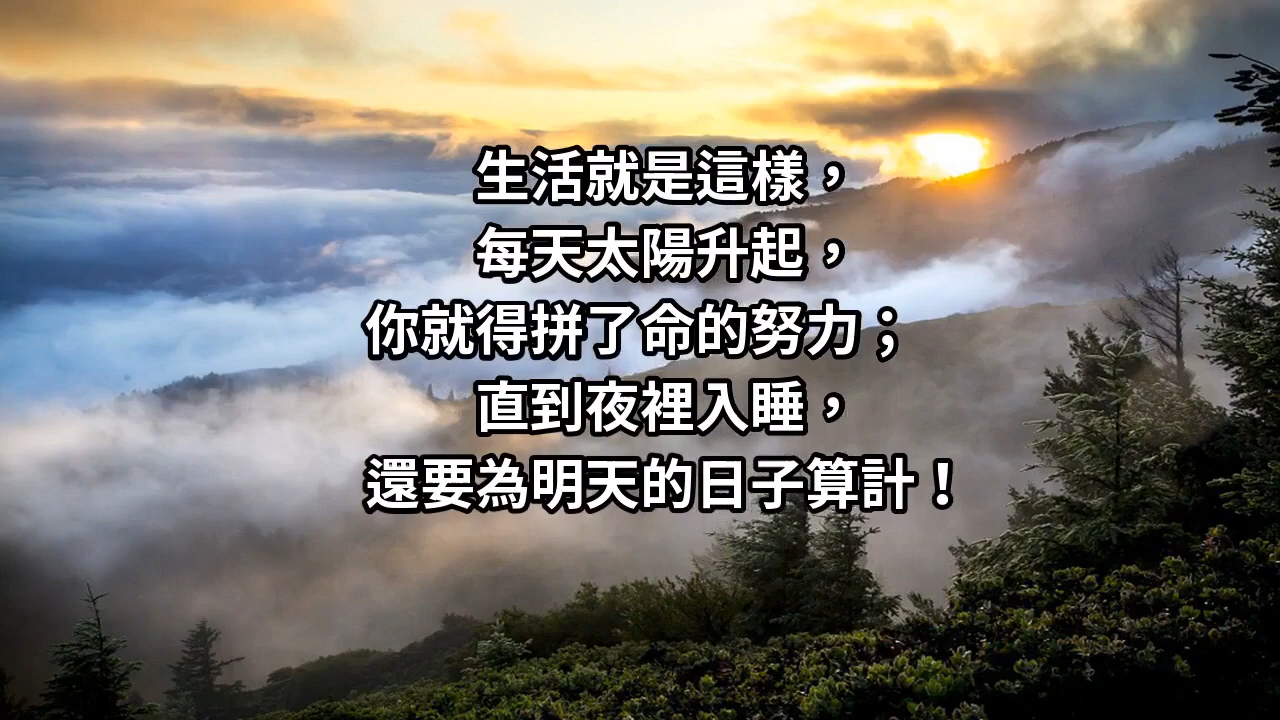 生活就是這樣，
每天太陽升起，
你就得拼了命的努力；
直到夜裡入睡，
還要為明天的日子算計！